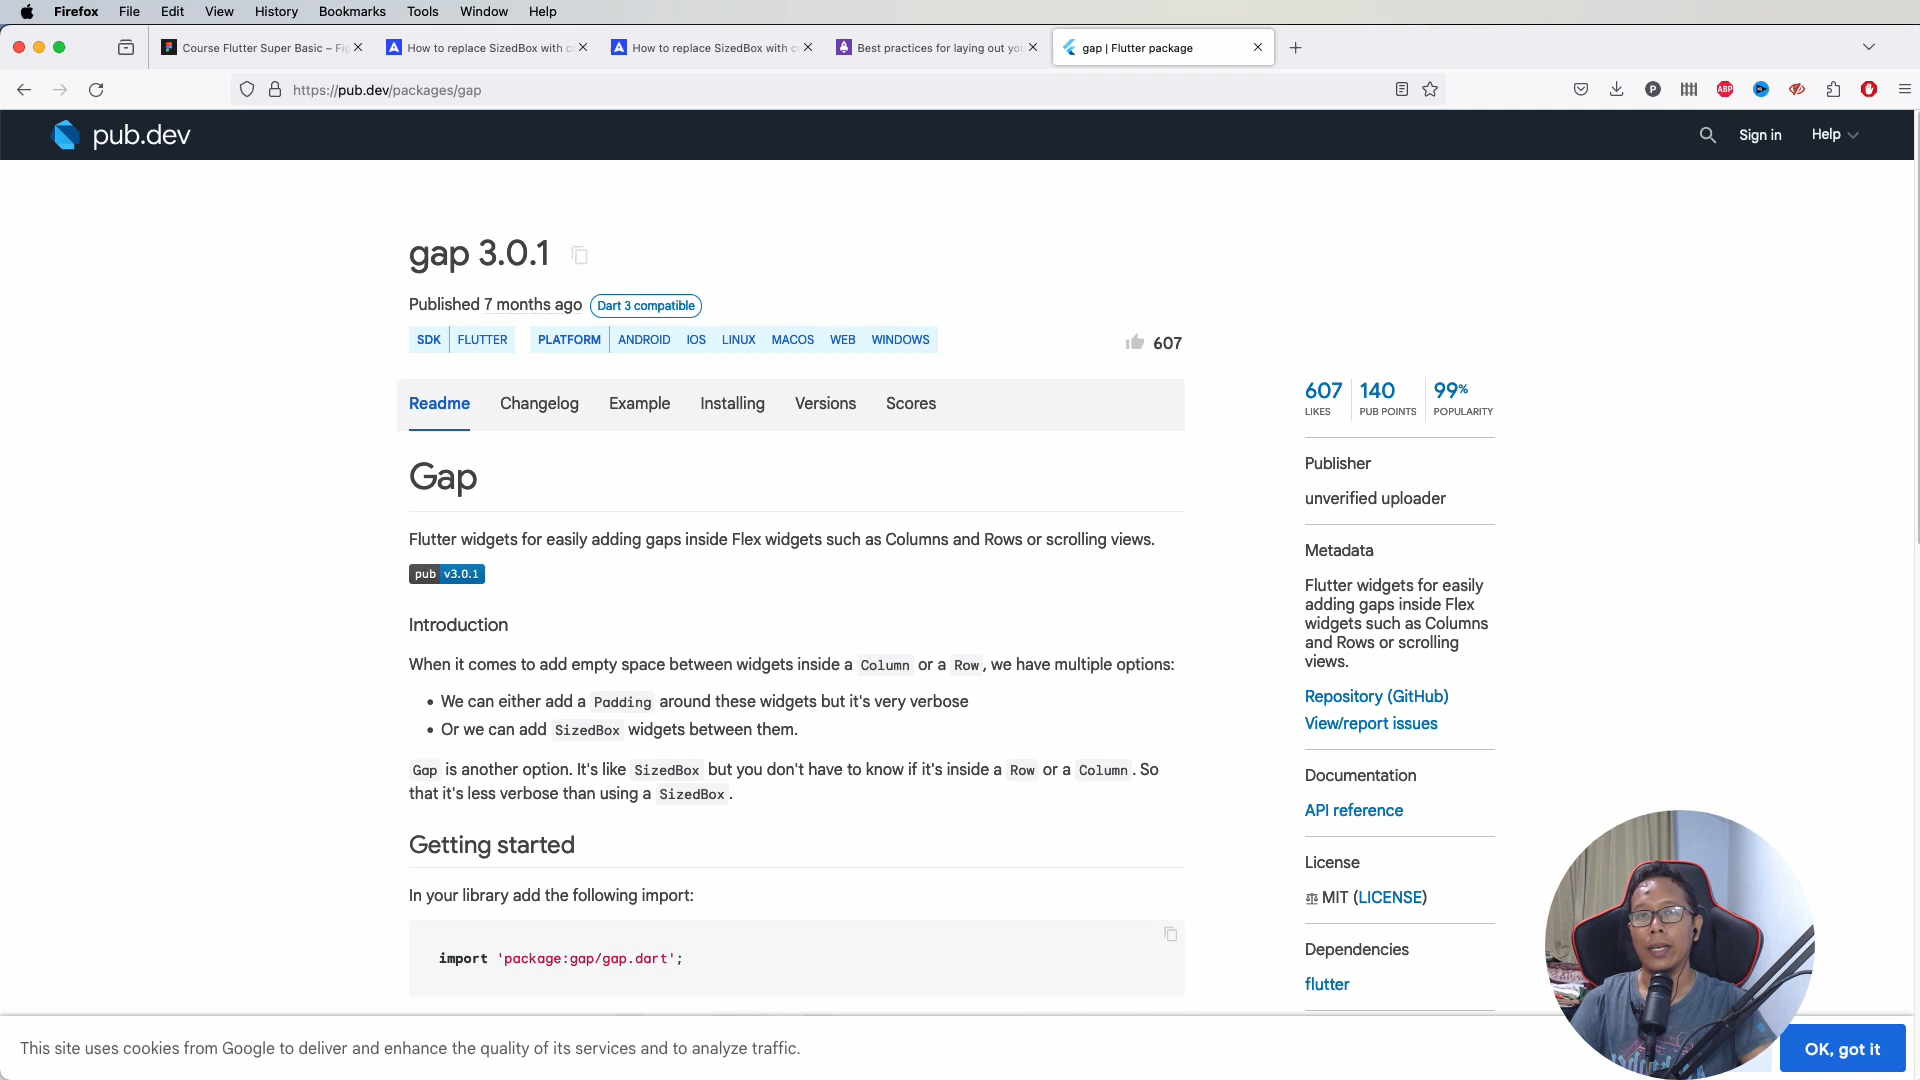 Firefox File Edit View History Bookmarks Tools Window Help
Course Flutter Super Basic – Fig
How to replace SizedBox with c
How to replace SizedBox with c
Best practices for laying out you
gap | Flutter package
https://pub.dev/packages/gap
P
ABP
pub.dev
Sign in
Help
gap 3.0.1
Published 7 months ago Dart 3 compatible
SDK FLUTTER PLATFORM ANDROID IOS LINUX MACOS WEB WINDOWS
607
Readme Changelog Example Installing Versions Scores
Gap
Flutter widgets for easily adding gaps inside Flex widgets such as Columns and Rows or scrolling views.
pub v3.0.1
Introduction
When it comes to add empty space between widgets inside a Column or a Row, we have multiple options:
• We can either add a Padding around these widgets but it's very verbose
• Or we can add SizedBox widgets between them.
Gap is another option. It's like SizedBox but you don't have to know if it's inside a Row or a Column. So
that it's less verbose than using a SizedBox.
Getting started
In your library add the following import:
import 'package:gap/gap.dart';
607 140 99%
LIKES PUB POINTS POPULARITY
Publisher
unverified uploader
Metadata
Flutter widgets for easily
adding gaps inside Flex
widgets such as Columns
and Rows or scrolling
views.
Repository (GitHub)
View/report issues
Documentation
API reference
License
MIT (LICENSE)
Dependencies
flutter
This site uses cookies from Google to deliver and enhance the quality of its services and to analyze traffic.
OK, got it